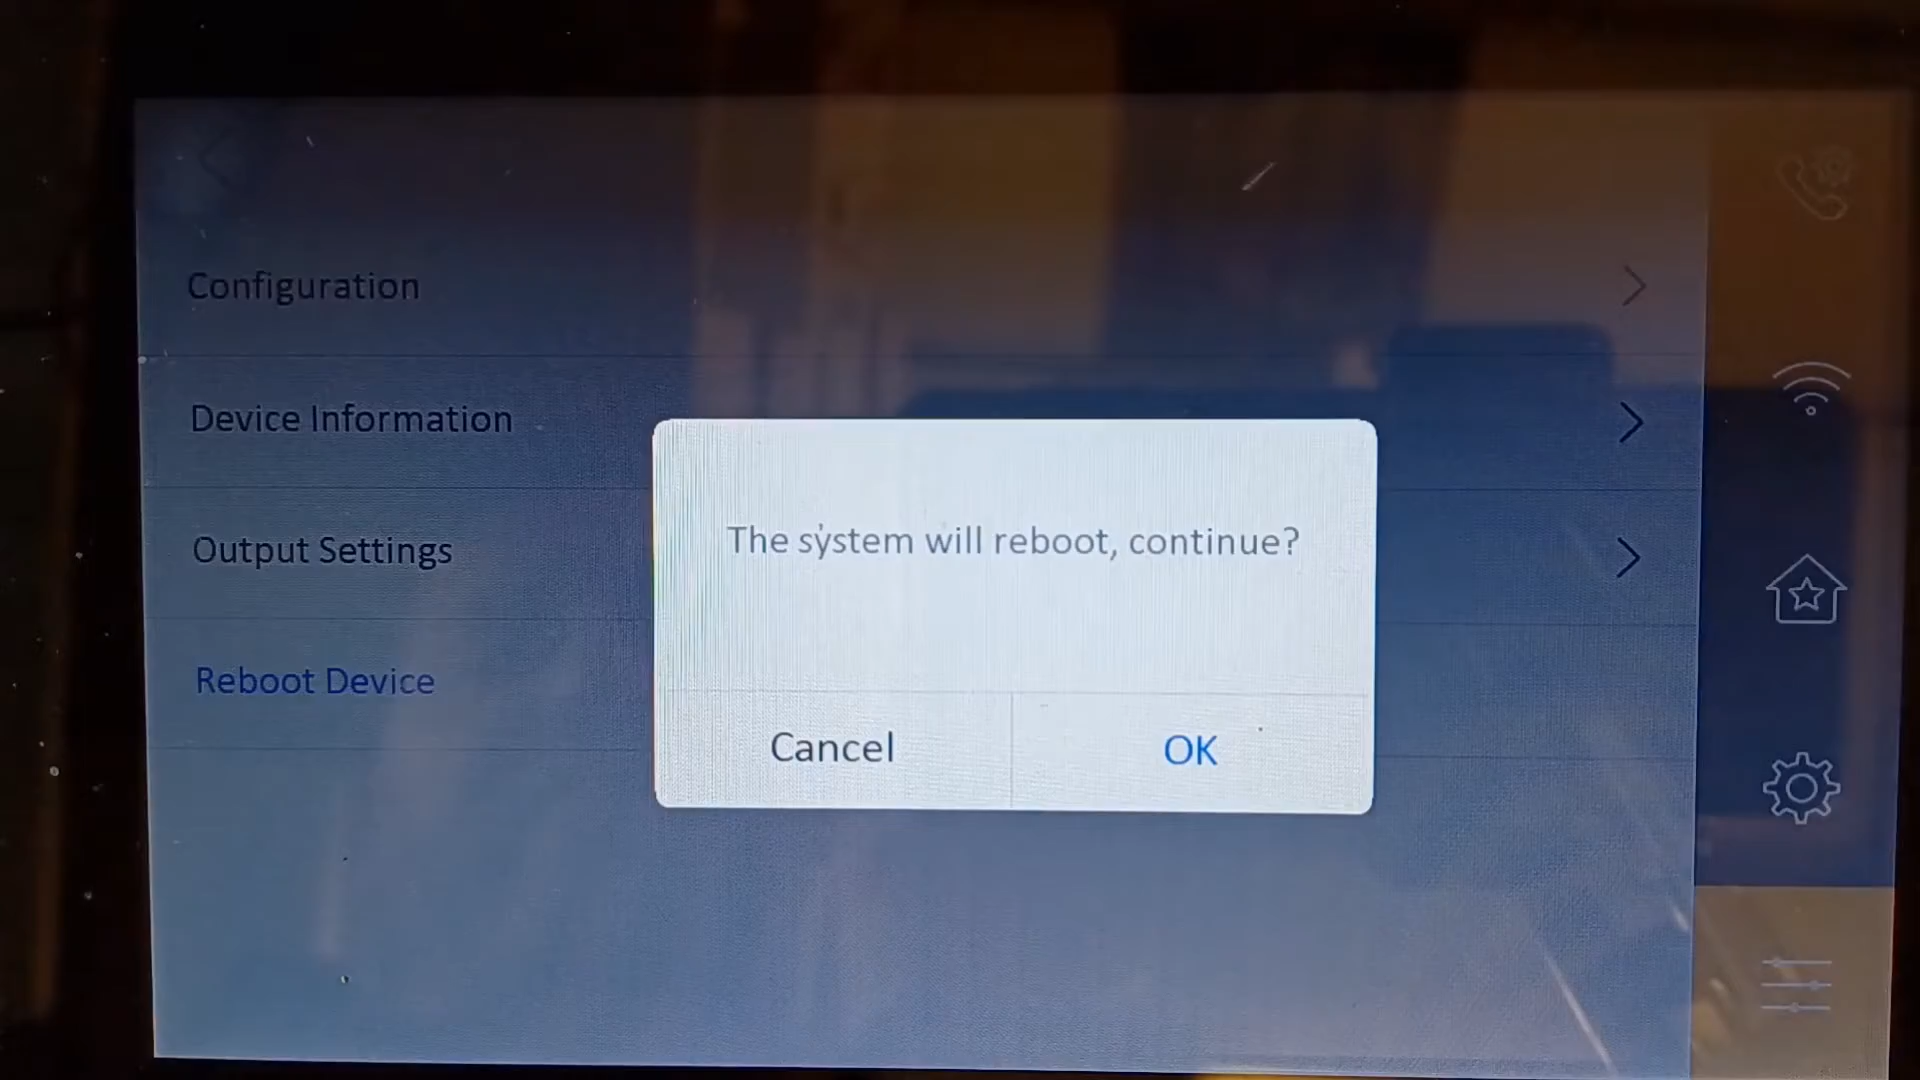 Configuration
Device Information
Output Settings
Reboot Device
The system will reboot, continue?
Cancel
OK